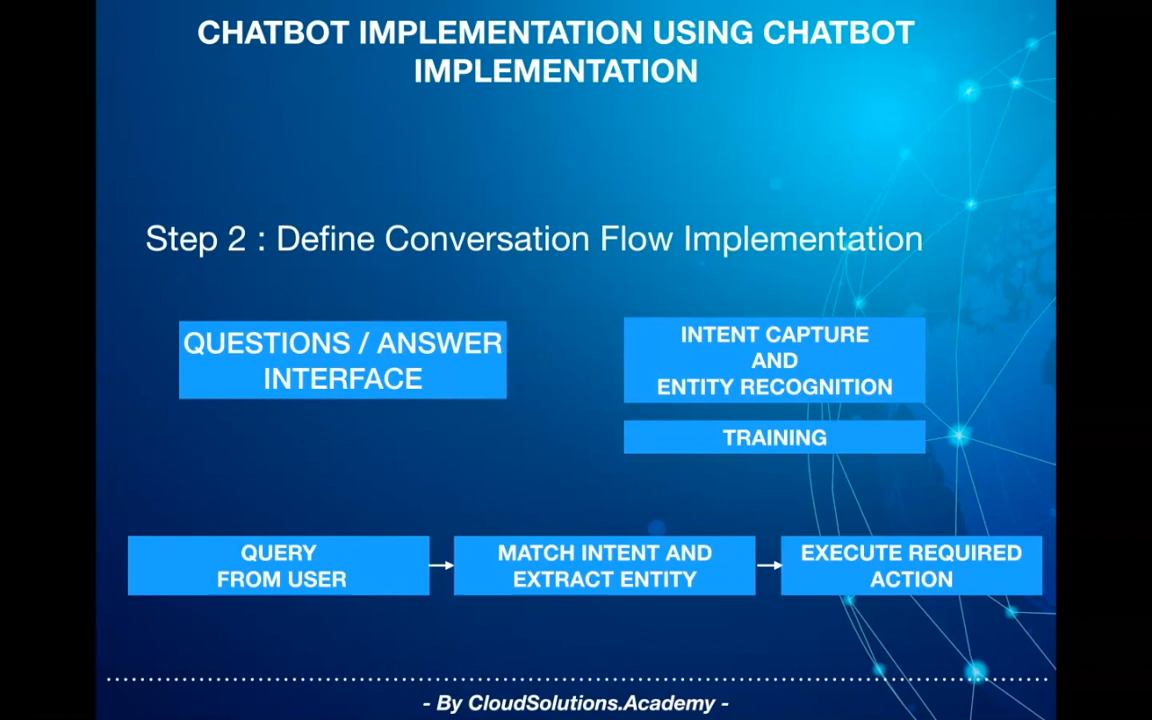 CHATBOT IMPLEMENTATION USING CHATBOT
IMPLEMENTATION
Step 2 : Define Conversation Flow Implementation
QUESTIONS / ANSWER
INTERFACE
INTENT CAPTURE
AND
ENTITY RECOGNITION
TRAINING
QUERY
FROM USER
MATCH INTENT AND
EXTRACT ENTITY
EXECUTE REQUIRED
ACTION
- By CloudSolutions.Academy -